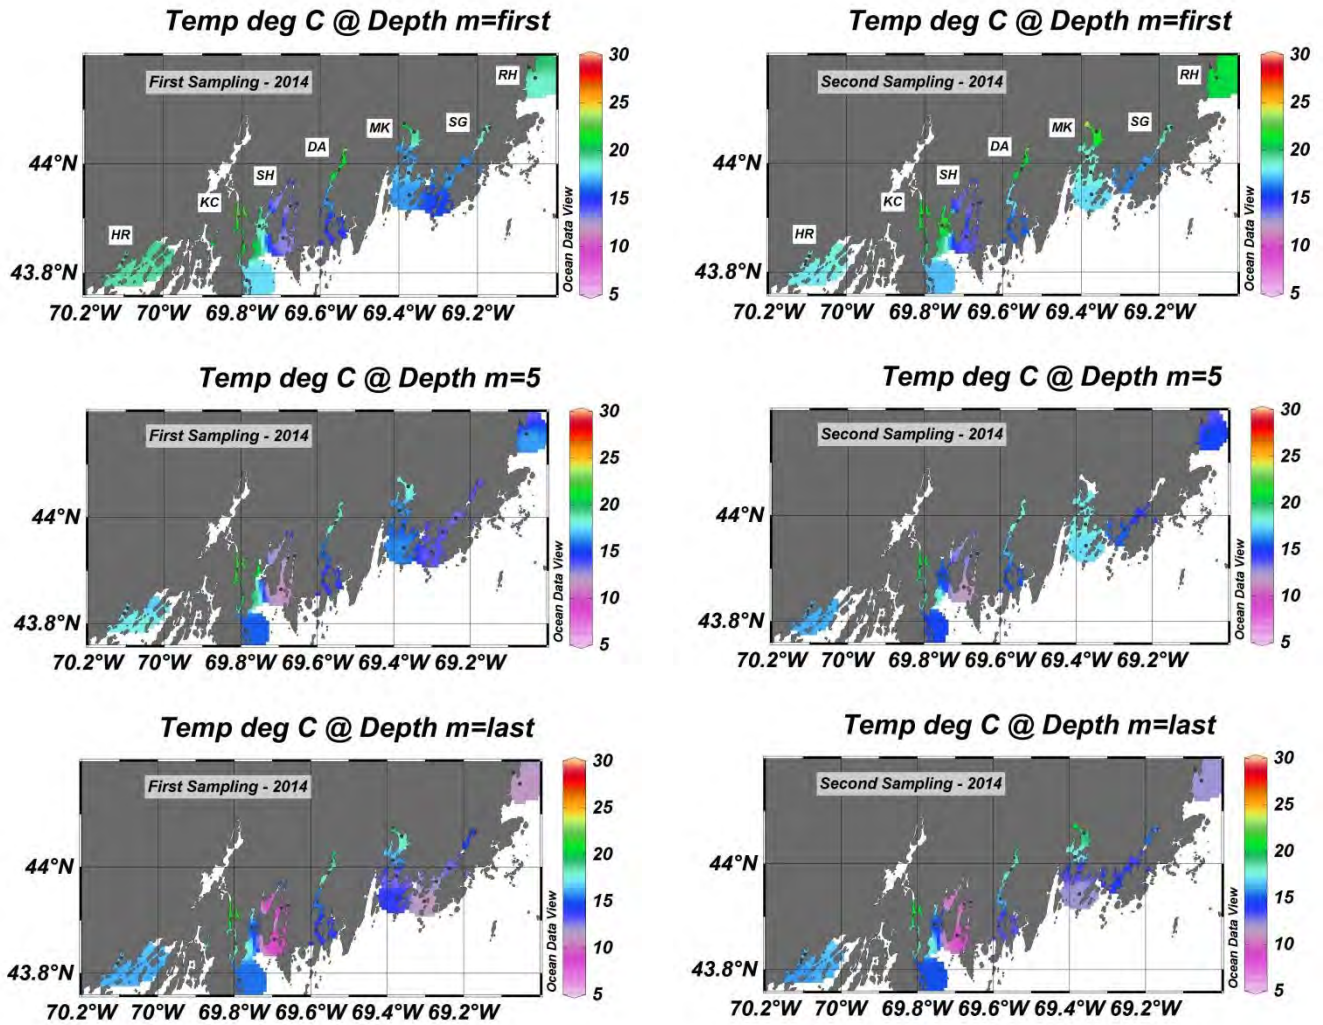 Temp deg C @ Depth m=first
First Sampling - 2014
RH
SG
MK
DA
SH
KC
HR
44°N
43.8°N
70.2°W 70°W 69.8°W 69.6°W 69.4°W 69.2°W
30
25
20
15
10
5
Ocean Data View
Temp deg C @ Depth m=first
Second Sampling - 2014
RH
SG
MK
DA
SH
KC
HR
44°N
43.8°N
70.2°W 70°W 69.8°W 69.6°W 69.4°W 69.2°W
30
25
20
15
10
5
Ocean Data View
Temp deg C @ Depth m=5
First Sampling - 2014
44°N
43.8°N
70.2°W 70°W 69.8°W 69.6°W 69.4°W 69.2°W
30
25
20
15
10
5
Ocean Data View
Temp deg C @ Depth m=5
Second Sampling - 2014
44°N
43.8°N
70.2°W 70°W 69.8°W 69.6°W 69.4°W 69.2°W
30
25
20
15
10
5
Ocean Data View
Temp deg C @ Depth m=last
First Sampling - 2014
44°N
43.8°N
70.2°W 70°W 69.8°W 69.6°W 69.4°W 69.2°W
30
25
20
15
10
5
Ocean Data View
Temp deg C @ Depth m=last
Second Sampling - 2014
44°N
43.8°N
70.2°W 70°W 69.8°W 69.6°W 69.4°W 69.2°W
30
25
20
15
10
5
Ocean Data View